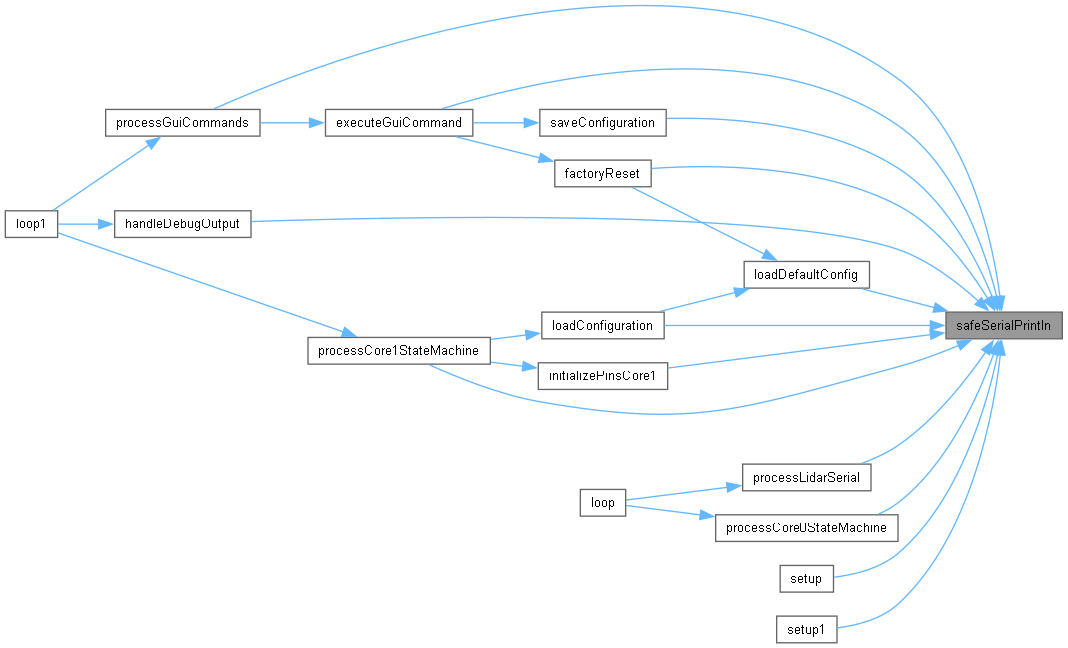 processGuiCommands
executeGuiCommand
saveConfiguration
factoryReset
loop1
handleDebugOutput
loadDefaultConfig
loadConfiguration
safeSerialPrintln
processCore1StateMachine
initializePinsCore1
processLidarSerial
loop
processCore0StateMachine
setup
setup1